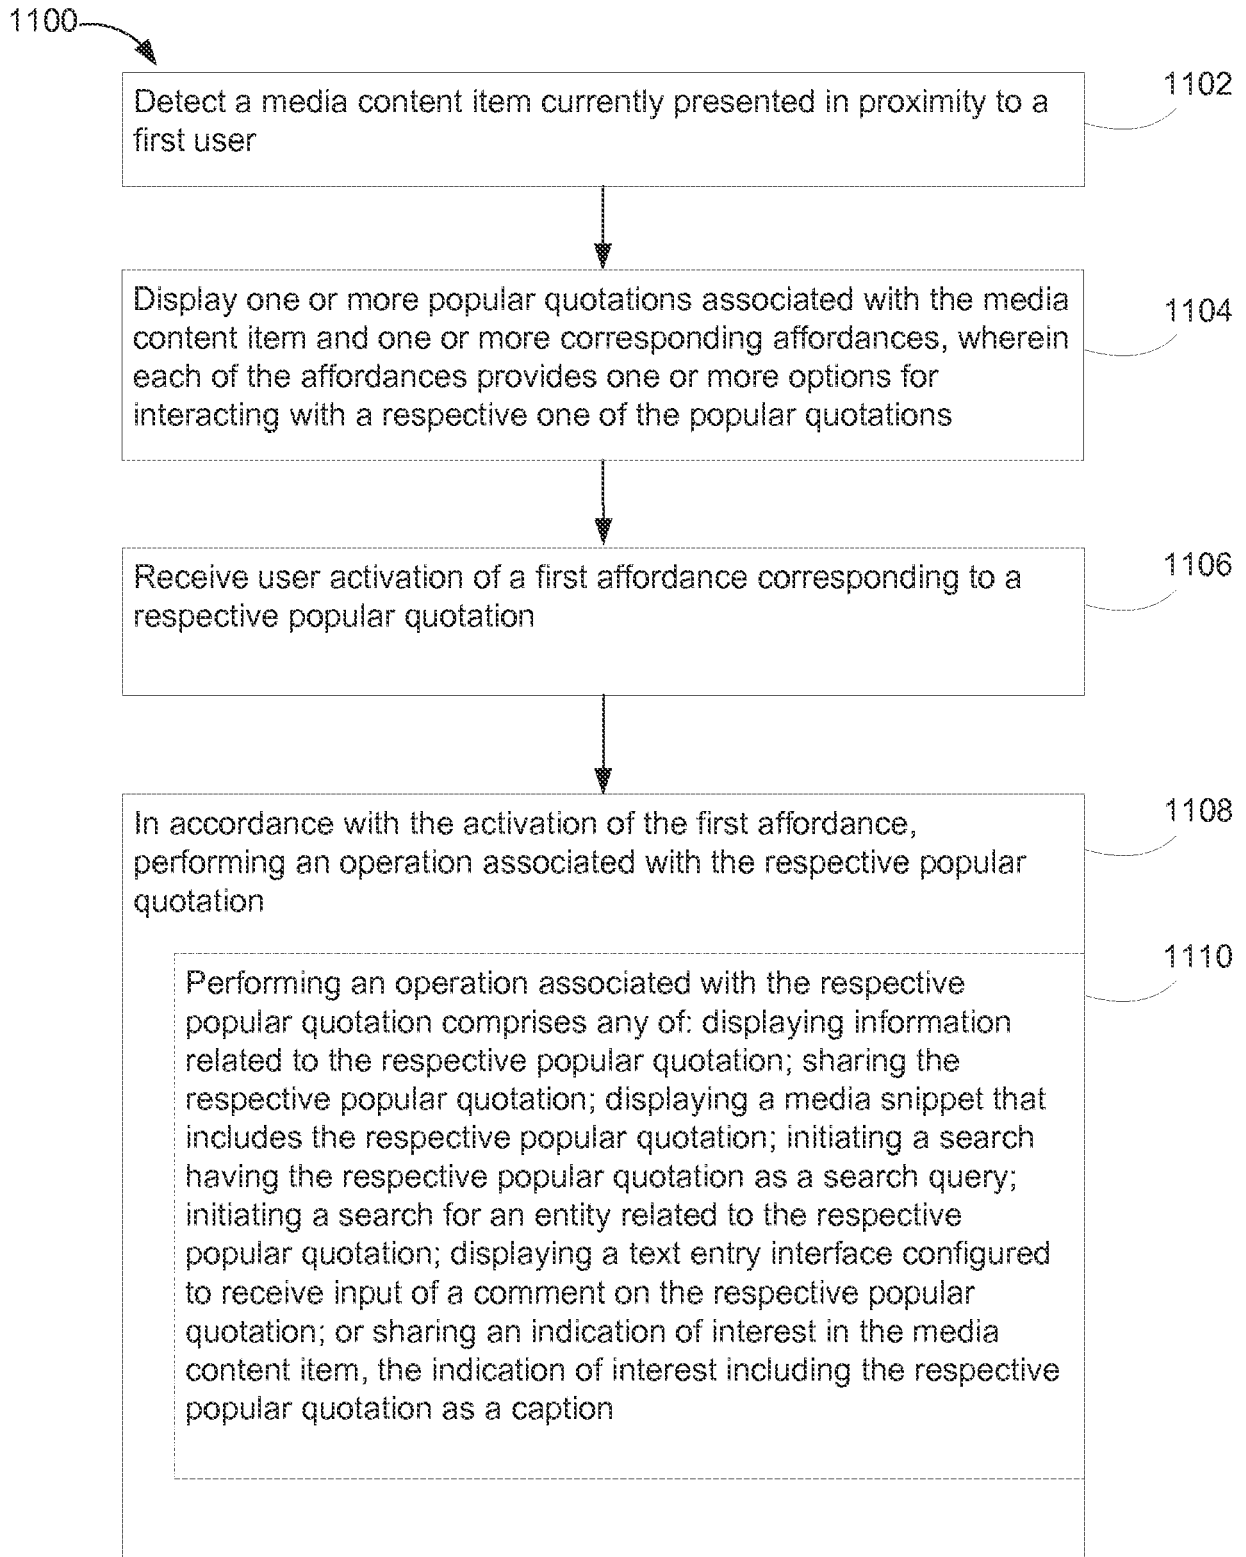 1100
1102
Detect a media content item currently presented in proximity to a
first user
1104
Display one or more popular quotations associated with the media
content item and one or more corresponding affordances, wherein
each of the affordances provides one or more options for
interacting with a respective one of the popular quotations
1106
Receive user activation of a first affordance corresponding to a
respective popular quotation
1108
In accordance with the activation of the first affordance,
performing an operation associated with the respective popular
quotation
1110
Performing an operation associated with the respective
popular quotation comprises any of: displaying information
related to the respective popular quotation; sharing the
respective popular quotation; displaying a media snippet that
includes the respective popular quotation; initiating a search
having the respective popular quotation as a search query;
initiating a search for an entity related to the respective
popular quotation; displaying a text entry interface configured
to receive input of a comment on the respective popular
quotation; or sharing an indication of interest in the media
content item, the indication of interest including the respective
popular quotation as a caption